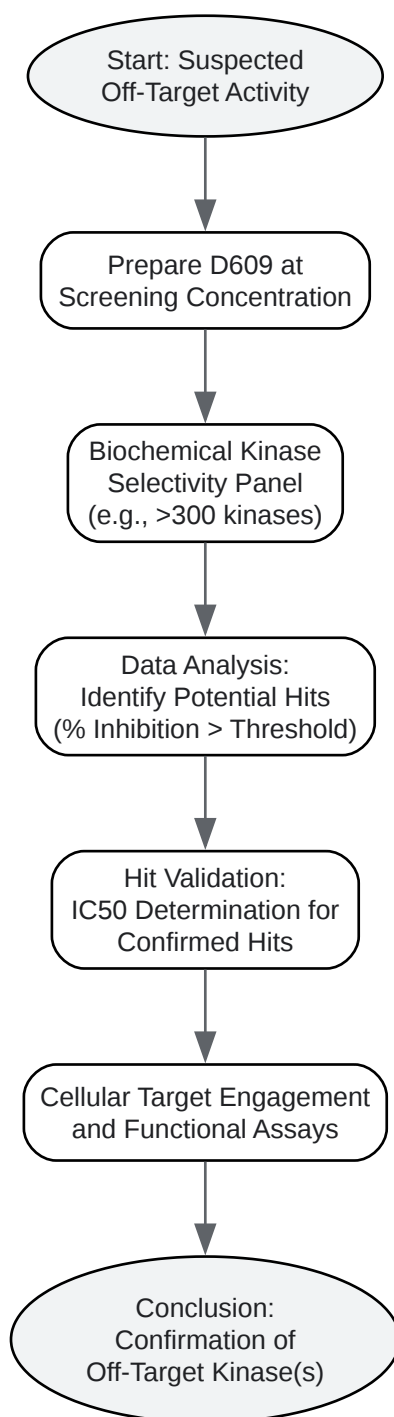 Start: Suspected
Off-Target Activity
Prepare D609 at
Screening Concentration
Biochemical Kinase
Selectivity Panel
(e.g., >300 kinases)
Data Analysis:
Identify Potential Hits
(% Inhibition > Threshold)
Hit Validation:
IC50 Determination for
Confirmed Hits
Cellular Target Engagement
and Functional Assays
Conclusion:
Confirmation of
Off-Target Kinase(s)